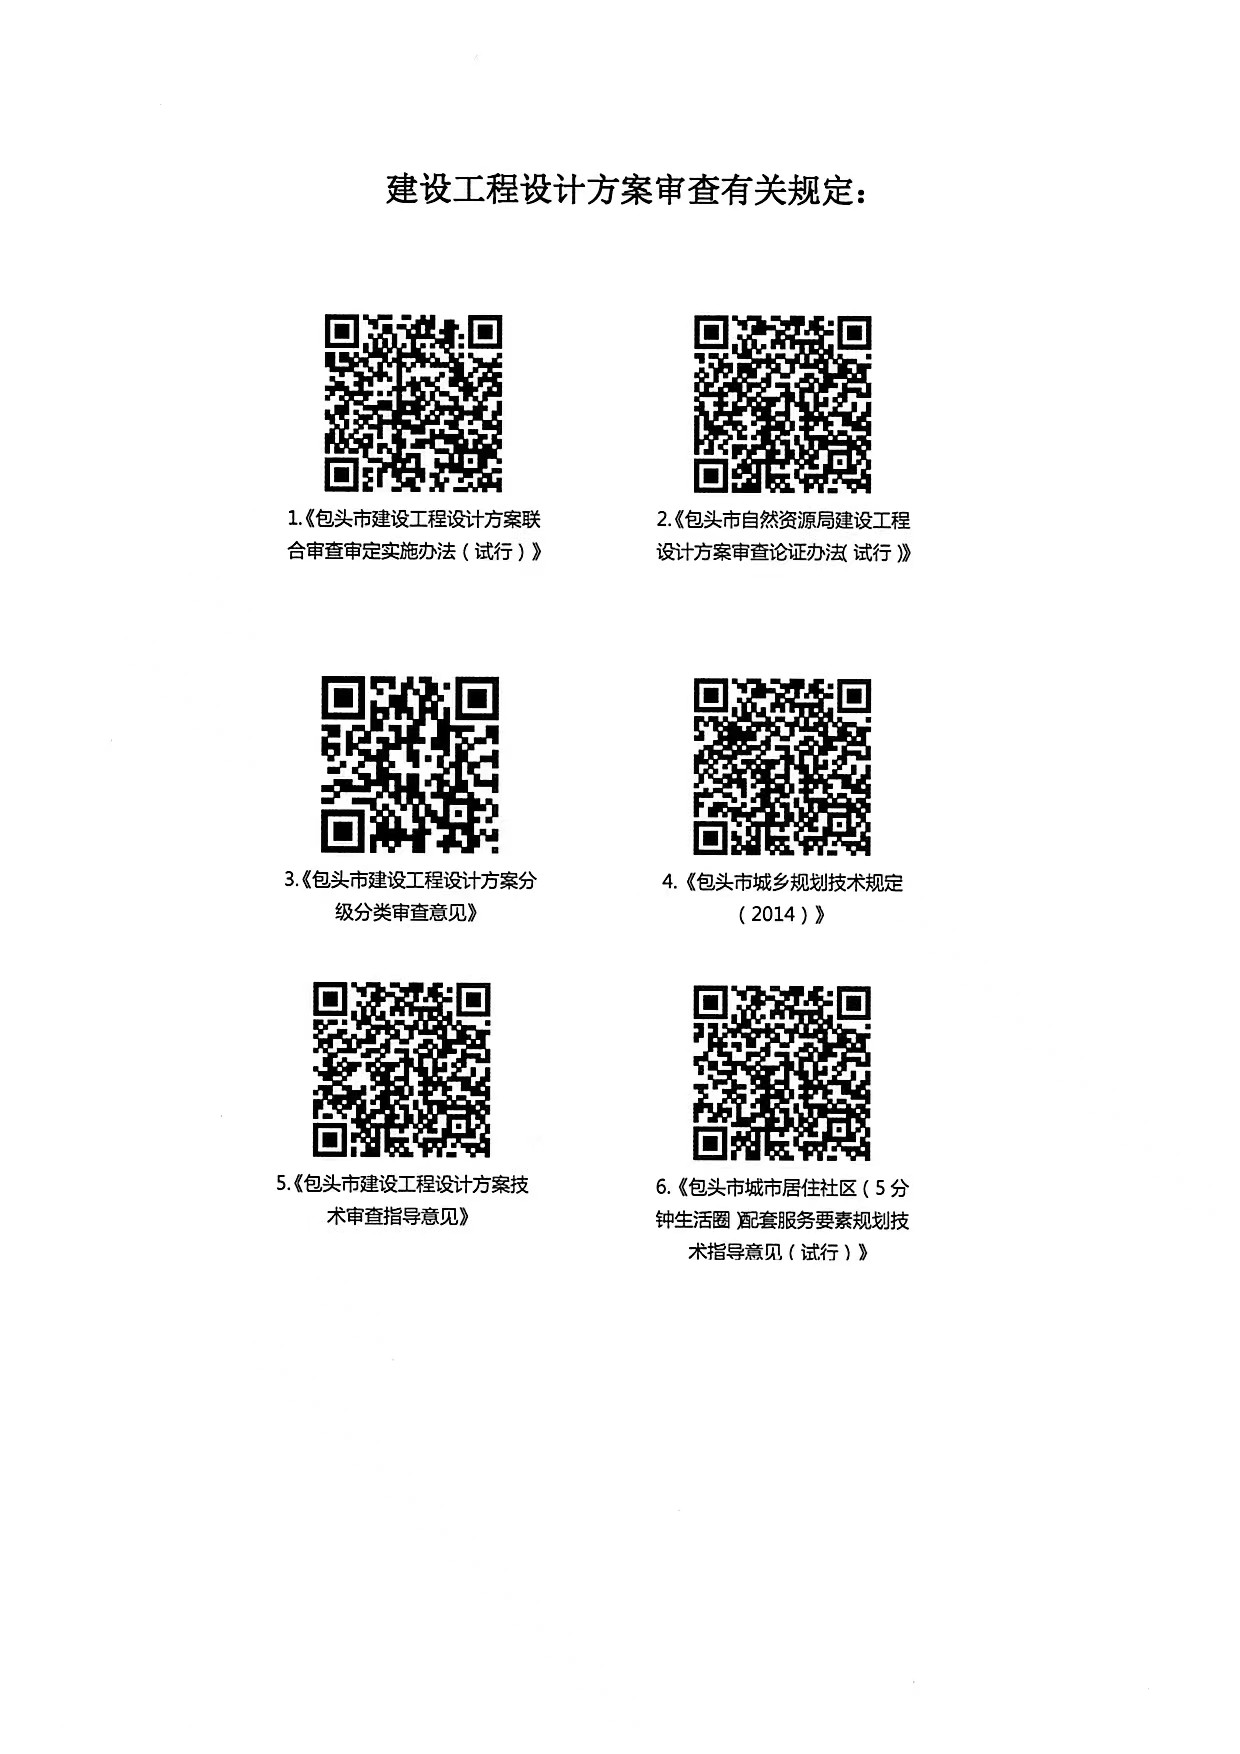 建设工程设计方案审查有关规定：
1.《包头市建设工程设计方案联
合审查审定实施办法（试行）》
2.《包头市自然资源局建设工程
设计方案审查论证办法（试行）》
3.《包头市建设工程设计方案分
级分类审查意见》
4.《包头市城乡规划技术规定
（2014）》
5.《包头市建设工程设计方案技
术审查指导意见》
6.《包头市城市居住社区（5分
钟生活圈）配套服务要素规划技
术指导意见（试行）》